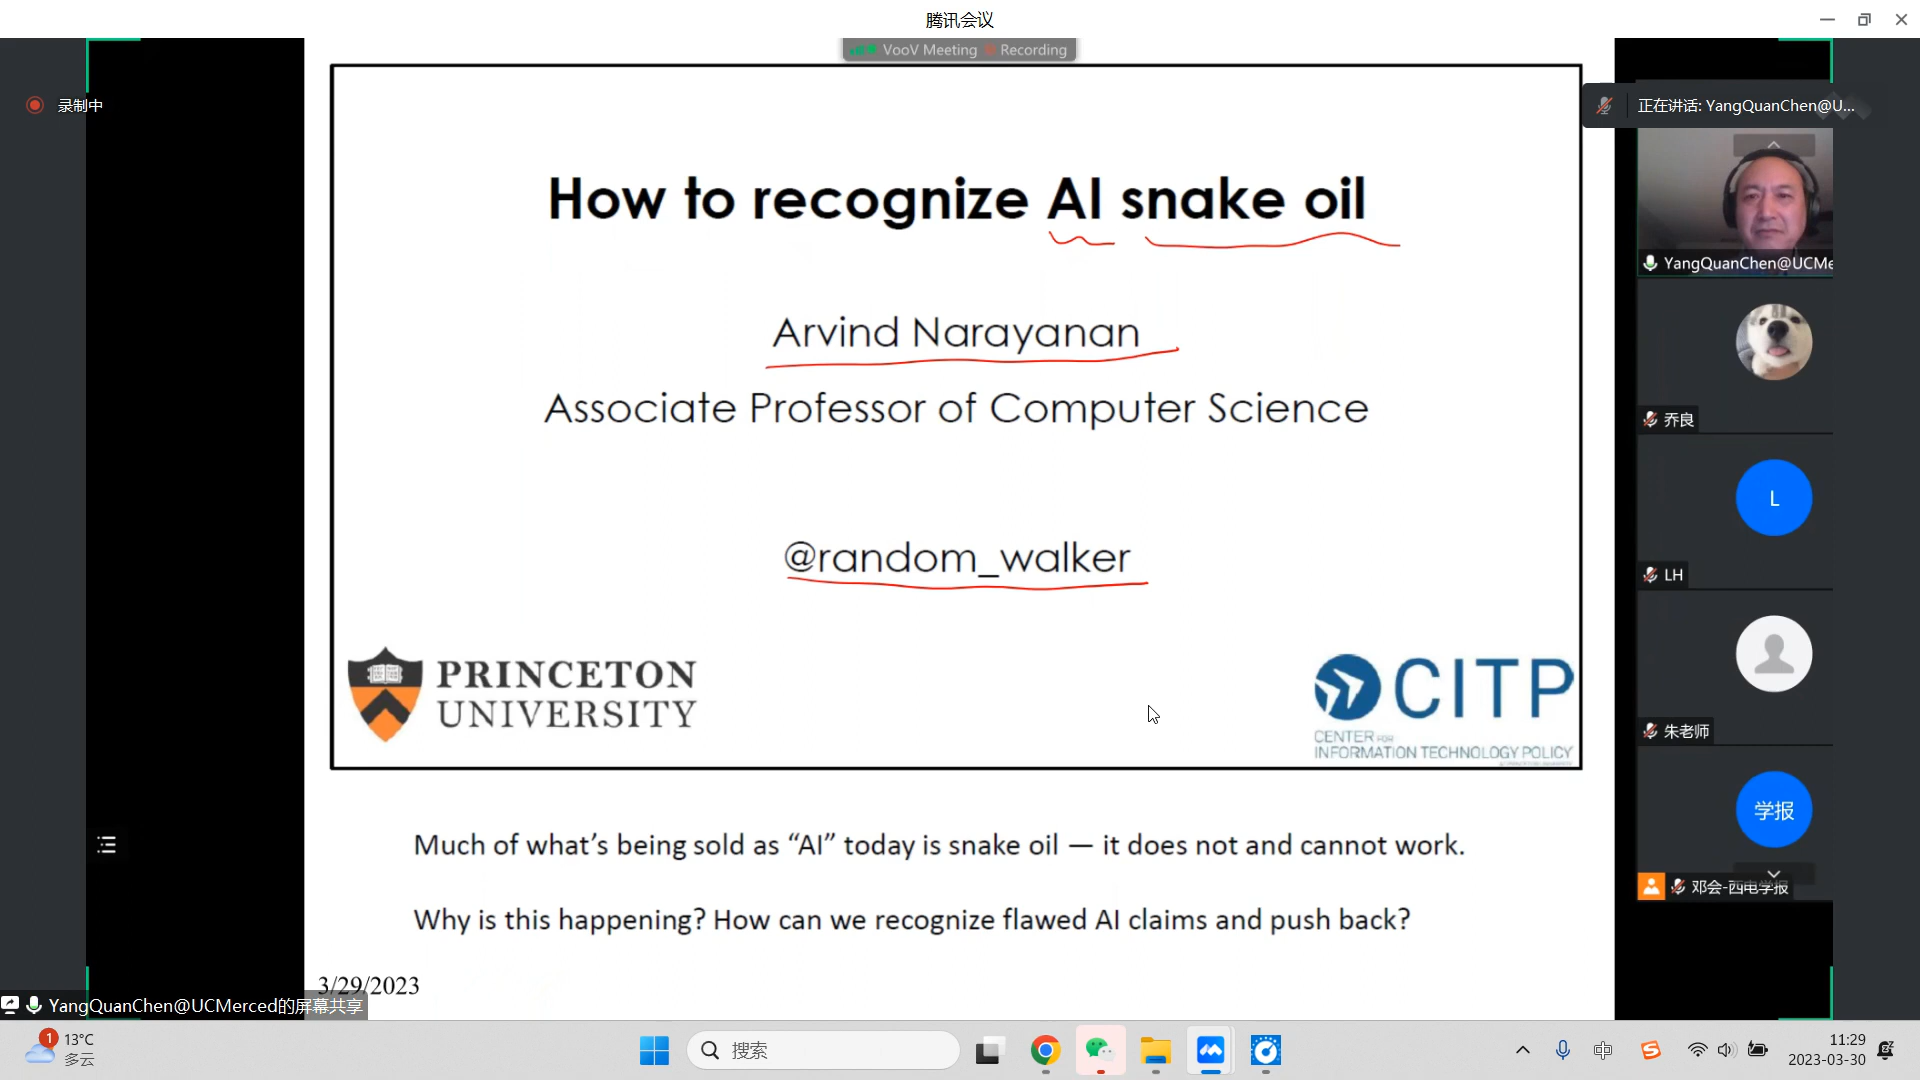 腾讯会议
VooV Meeting Recording
录制中
正在讲话: YangQuanChen@U...
How to recognize AI snake oil
YangQuanChen@UCMe
Arvind Narayanan
Associate Professor of Computer Science
乔良
L
LH
@random_walker
PRINCETON
UNIVERSITY
CITP
CENTER FOR
INFORMATION TECHNOLOGY POLICY
朱老师
学报
邓会-西电学报
Much of what’s being sold as “AI” today is snake oil — it does not and cannot work.
Why is this happening? How can we recognize flawed AI claims and push back?
3/29/2023
YangQuanChen@UCMerced的屏幕共享
1
13°C
多云
搜索
中
11:29
2023-03-30